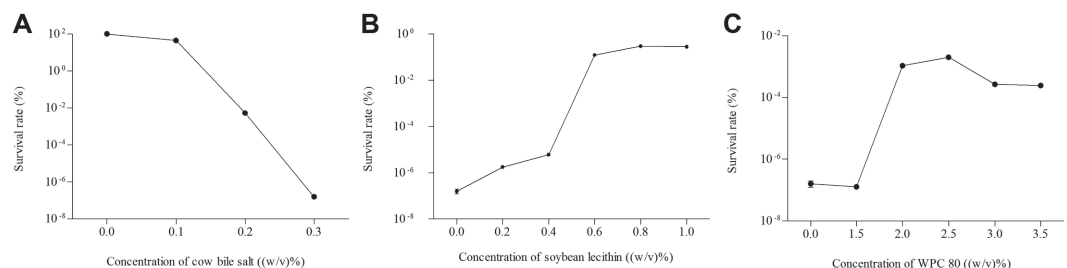 A
Survival rate (%)
10^2
10^0
10^-2
10^-4
10^-6
10^-8
0.0 0.1 0.2 0.3
Concentration of cow bile salt ((w/v)%)
B
Survival rate (%)
10^0
10^-2
10^-4
10^-6
10^-8
0.0 0.2 0.4 0.6 0.8 1.0
Concentration of soybean lecithin ((w/v)%)
C
Survival rate (%)
10^-2
10^-4
10^-6
10^-8
0.0 1.5 2.0 2.5 3.0 3.5
Concentration of WPC 80 ((w/v)%)